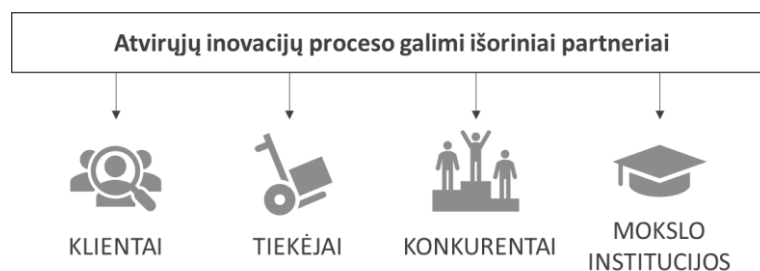 Atvirųjų inovacijų proceso galimi išoriniai partneriai
KLIENTAI
TIEKĖJAI
KONKURENTAI
MOKSLO
INSTITUCIJOS